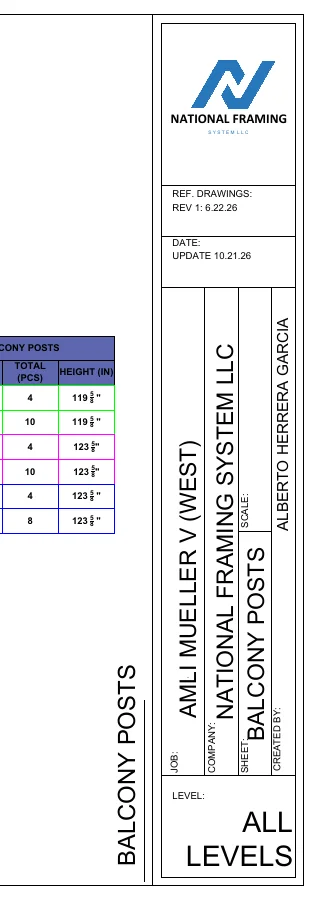 NATIONAL FRAMING
SYSTEM LLC
REF. DRAWINGS:
REV 1: 6.22.26
DATE:
UPDATE 10.21.26
CONY POSTS
TOTAL (PCS) HEIGHT (IN)
4 119 5/8 "
10 119 5/8 "
4 123 5/8"
10 123 5/8"
4 123 5/8 "
8 123 5/8 "
BALCONY POSTS
JOB:
AMLI MUELLER V (WEST)
COMPANY:
NATIONAL FRAMING SYSTEM LLC
SHEET:
BALCONY POSTS
SCALE:
CREATED BY:
ALBERTO HERRERA GARCIA
LEVEL:
ALL
LEVELS